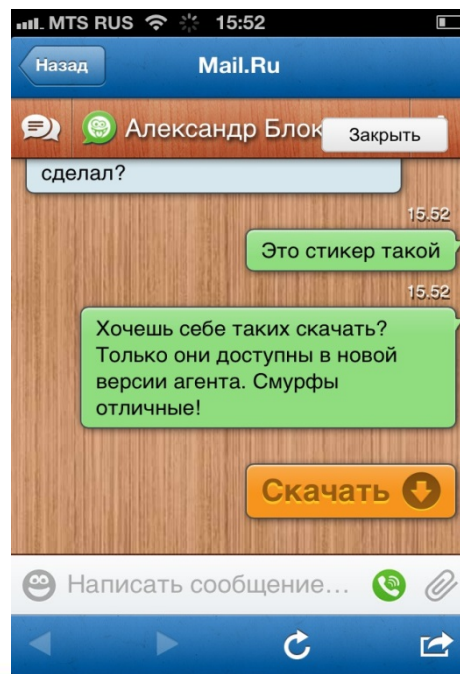 MTS RUS 15:52
Назад
Mail.Ru
Александр Блок
Закрыть
сделал?
15.52
Это стикер такой
15.52
Хочешь себе таких скачать?
Только они доступны в новой
версии агента. Смурфы
отличные!
Скачать
Написать сообщение...